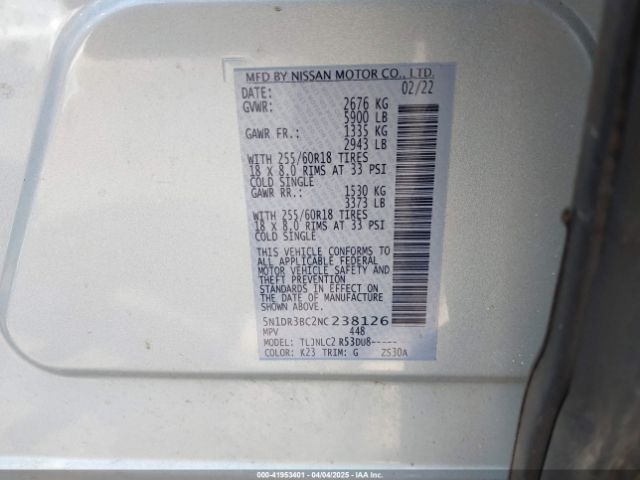 MFD BY NISSAN MOTOR CO., LTD.
DATE: 02/22
GVWR: 2676 KG
5900 LB
GAWR FR.: 1335 KG
2943 LB
WITH 255/60R18 TIRES
18 X 8.0 RIMS AT 33 PSI
COLD SINGLE
GAWR RR.: 1530 KG
3373 LB
WITH 255/60R18 TIRES
18 X 8.0 RIMS AT 33 PSI
COLD SINGLE
THIS VEHICLE CONFORMS TO
ALL APPLICABLE FEDERAL
MOTOR VEHICLE SAFETY AND
THEFT PREVENTION
STANDARDS IN EFFECT ON
THE DATE OF MANUFACTURE
SHOWN ABOVE.
5N1DR3BC2NC238126
MPV 448
MODEL: TLJNLC2 R53DU8-----
COLOR: K23 TRIM: G ZS30A
00-41953401 - 04/04/2025 - IAA Inc.